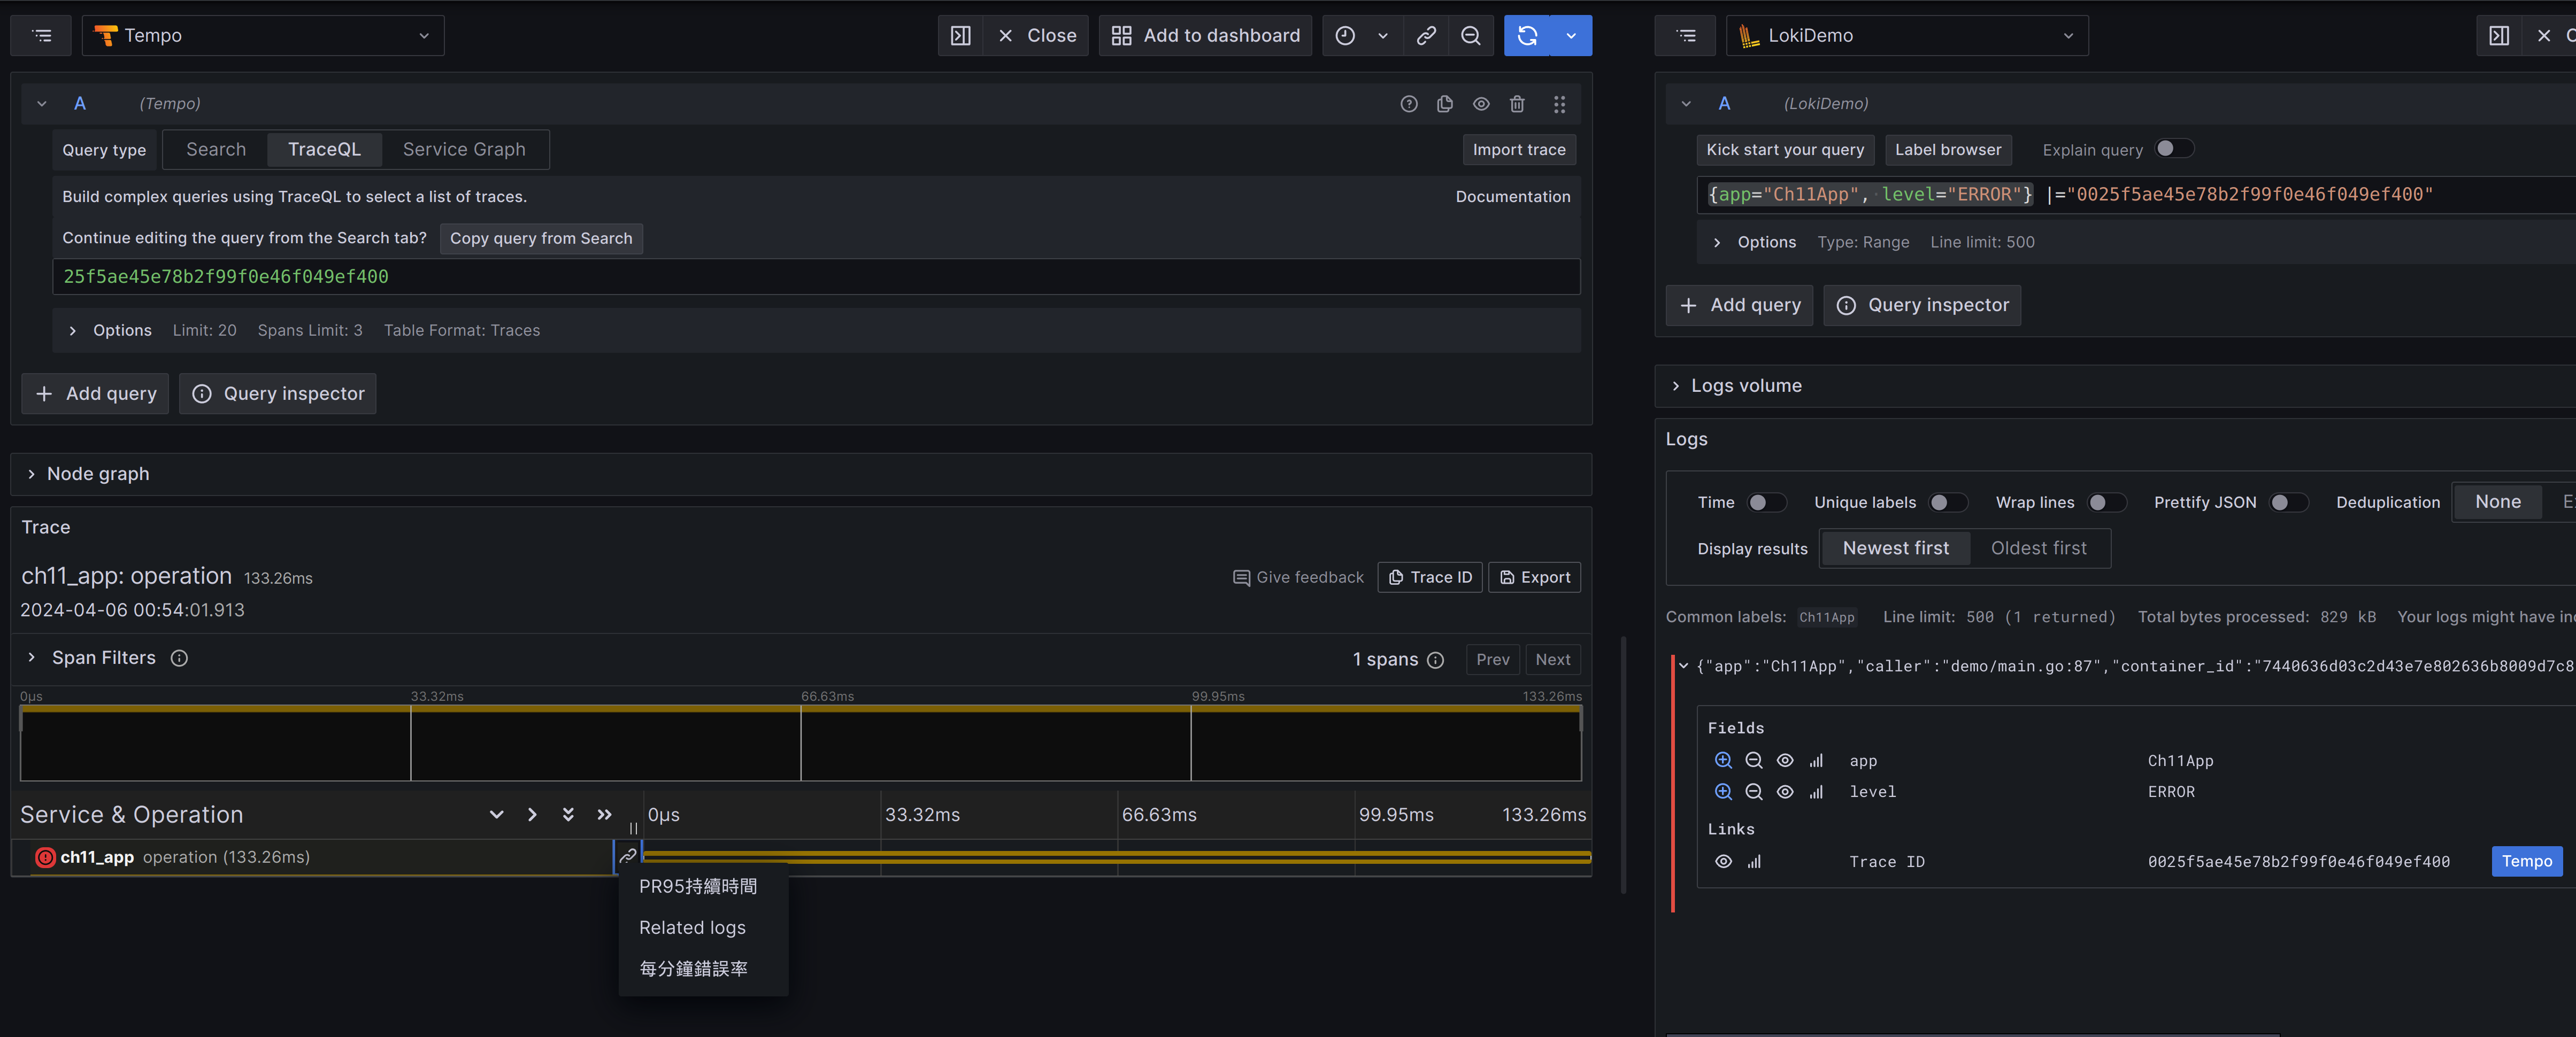 Tempo
Close
Add to dashboard
A (Tempo)
Query type Search TraceQL Service Graph Import trace
Build complex queries using TraceQL to select a list of traces. Documentation
Continue editing the query from the Search tab? Copy query from Search
25f5ae45e78b2f99f0e46f049ef400
Options Limit: 20 Spans Limit: 3 Table Format: Traces
+ Add query Query inspector
Node graph
Trace
ch11_app: operation 133.26ms
Give feedback Trace ID Export
2024-04-06 00:54:01.913
Span Filters 1 spans Prev Next
0μs 33.32ms 66.63ms 99.95ms 133.26ms
Service & Operation 0μs 33.32ms 66.63ms 99.95ms 133.26ms
ch11_app operation (133.26ms)
PR95持續時間
Related logs
每分鐘錯誤率
LokiDemo
A (LokiDemo)
Kick start your query Label browser Explain query
{app="Ch11App", level="ERROR"} |="0025f5ae45e78b2f99f0e46f049ef400"
Options Type: Range Line limit: 500
+ Add query Query inspector
Logs volume
Logs
Time Unique labels Wrap lines Prettify JSON Deduplication None
Display results Newest first Oldest first
Common labels: Ch11App Line limit: 500 (1 returned) Total bytes processed: 829 kB Your logs might have
{"app":"Ch11App","caller":"demo/main.go:87","container_id":"7440636d03c2d43e7e802636b8009d7c8
Fields
app Ch11App
level ERROR
Links
Trace ID 0025f5ae45e78b2f99f0e46f049ef400 Tempo